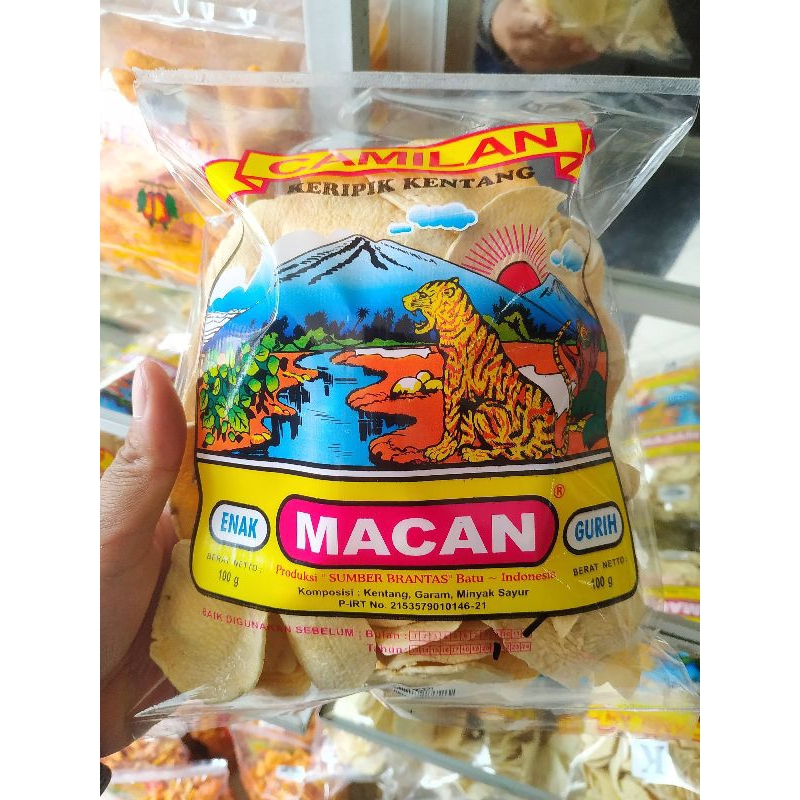 CAMILAN
KERIPIK KENTANG
ENAK
MACAN
®
GURIH
BERAT NETTO :
100 g
BERAT NETTO :
100 g
Produksi " SUMBER BRANTAS" Batu ~ Indonesia
Komposisi : Kentang, Garam, Minyak Sayur
P-IRT No. 2153579010146-21
BAIK DIGUNAKAN SEBELUM : Bulan :
Tahun :
K